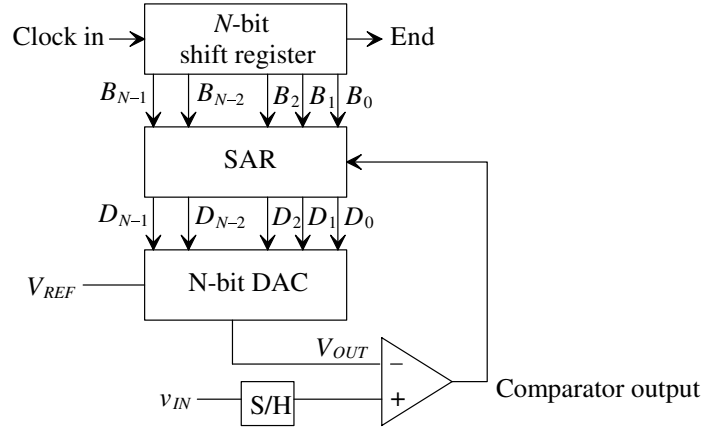 N-bit
shift register
Clock in
End
B_{N–1} B_{N–2} B_2 B_1 B_0
SAR
D_{N–1} D_{N–2} D_2 D_1 D_0
N-bit DAC
V_{REF}
V_{OUT}
–
+
v_{IN}
S/H
Comparator output